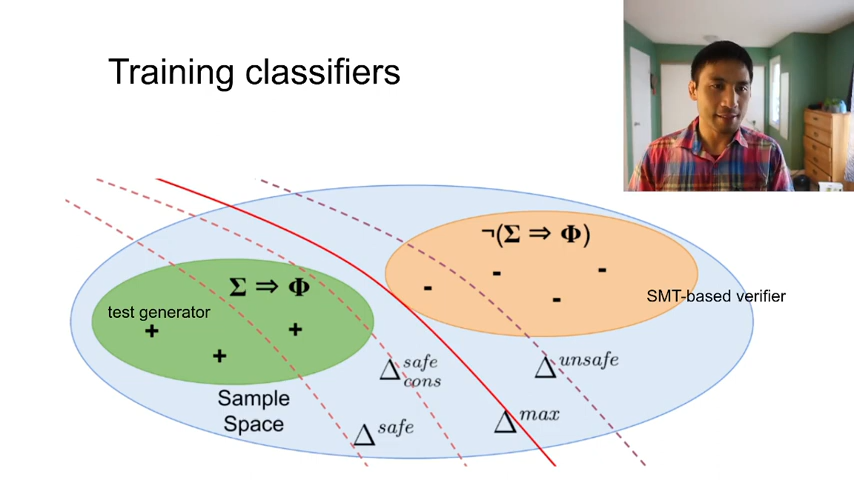 Training classifiers
¬(Σ ⇒ Φ)
- - - -
SMT-based verifier
Σ ⇒ Φ
test generator
+ + +
Sample
Space
Δ^safe_cons
Δ^unsafe
Δ^safe
Δ^max